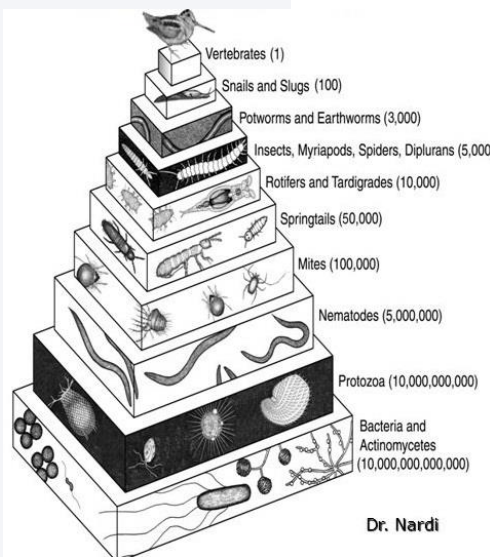 Vertebrates (1)
Snails and Slugs (100)
Potworms and Earthworms (3,000)
Insects, Myriapods, Spiders, Diplurans (5,000
Rotifers and Tardigrades (10,000)
Springtails (50,000)
Mites (100,000)
Nematodes (5,000,000)
Protozoa (10,000,000,000)
Bacteria and
Actinomycetes
(10,000,000,000,000)
Dr. Nardi